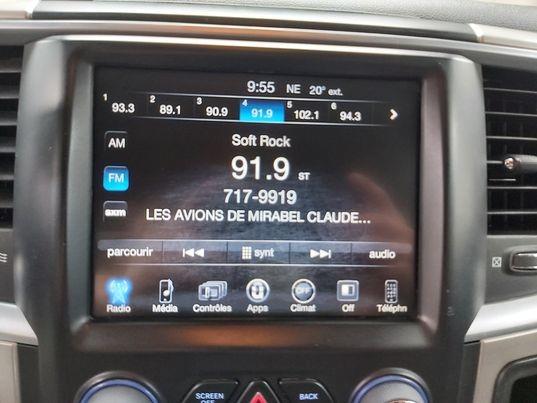 9:55 NE 20° ext.
1 93.3 2 89.1 3 90.9 4 91.9 5 102.1 6 94.3
AM
Soft Rock
FM
91.9 ST
717-9919
sxm
LES AVIONS DE MIRABEL CLAUDE...
parcourir synt audio
OFF
Radio Média Contrôles Apps Climat Off Téléphn
SCREEN OFF
BACK